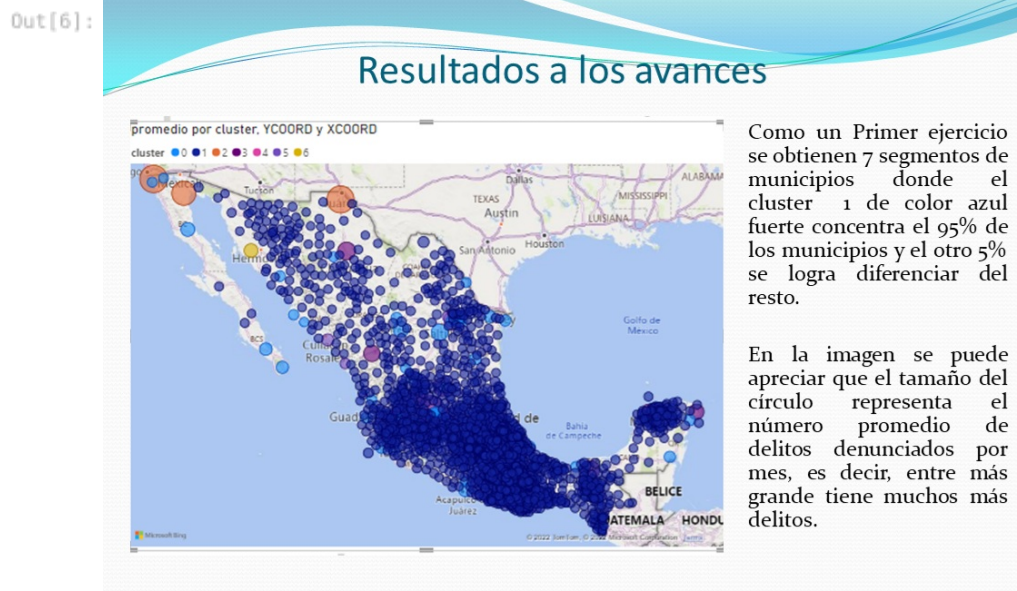 Out[6]:
Resultados a los avances
promedio por cluster, YCOORD y XCOORD
cluster 0 1 2 3 4 5 6
Tucson
Dallas
ALABAMA
TEXAS
MISSISSIPPI
Austin
LUISIANA
San Antonio
Houston
Hermo
Golfo de
México
BCS
Culi
Rosale
Guad
d de
Bahía
de Campeche
Acapulco
Juárez
BELICE
ATEMALA
HONDU
Microsoft Bing
© 2022 TomTom, © 2022 Microsoft Corporation Terms
Como un Primer ejercicio
se obtienen 7 segmentos de
municipios donde el
cluster 1 de color azul
fuerte concentra el 95% de
los municipios y el otro 5%
se logra diferenciar del
resto.
En la imagen se puede
apreciar que el tamaño del
círculo representa el
número promedio de
delitos denunciados por
mes, es decir, entre más
grande tiene muchos más
delitos.